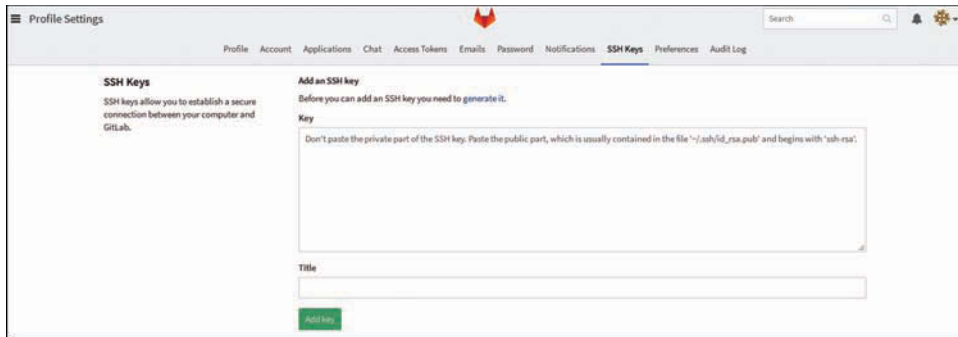 Profile Settings
Search
Profile Account Applications Chat Access Tokens Emails Password Notifications SSH Keys Preferences Audit Log
SSH Keys
SSH keys allow you to establish a secure
connection between your computer and
GitLab.
Add an SSH key
Before you can add an SSH key you need to generate it.
Key
Don't paste the private part of the SSH key. Paste the public part, which is usually contained in the file '~/.ssh/id_rsa.pub' and begins with 'ssh-rsa'.
Title
Add key